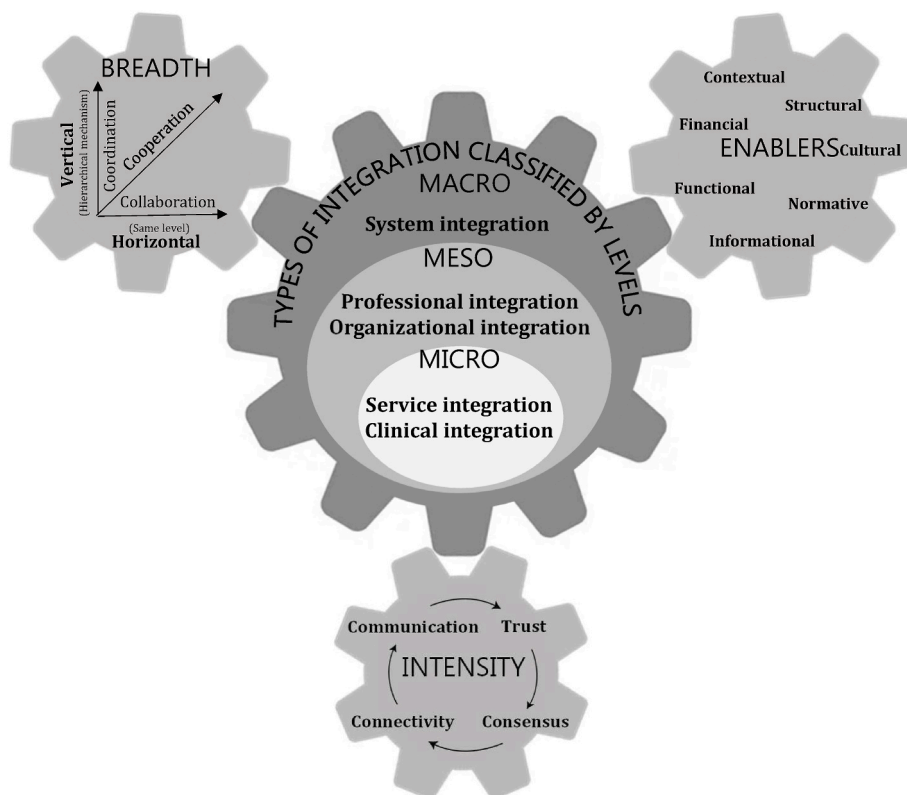 BREADTH
Vertical
(Hierarchical mechanism)
Coordination
Cooperation
Collaboration
(Same level)
Horizontal
TYPES OF INTEGRATION CLASSIFIED BY LEVELS
MACRO
System integration
MESO
Professional integration
Organizational integration
MICRO
Service integration
Clinical integration
Contextual
Structural
Financial
ENABLERS
Cultural
Functional
Normative
Informational
Communication
Trust
INTENSITY
Connectivity
Consensus